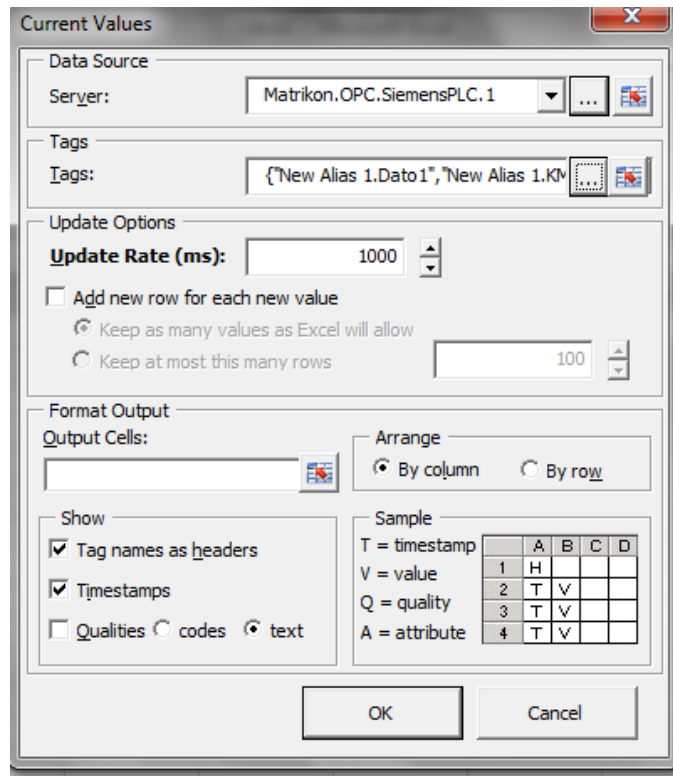 Current Values
Data Source
Server:
Matrikon.OPC.SiemensPLC.1
...
Tags
Tags:
{"New Alias 1.Dato1","New Alias 1.KM
...
Update Options
Update Rate (ms):
1000
Add new row for each new value
Keep as many values as Excel will allow
Keep at most this many rows
100
Format Output
Output Cells:
Arrange
By column
By row
Show
Tag names as headers
Timestamps
Qualities
codes
text
Sample
T = timestamp
V = value
Q = quality
A = attribute
A B C D
1 H
2 T V
3 T V
4 T V
OK
Cancel